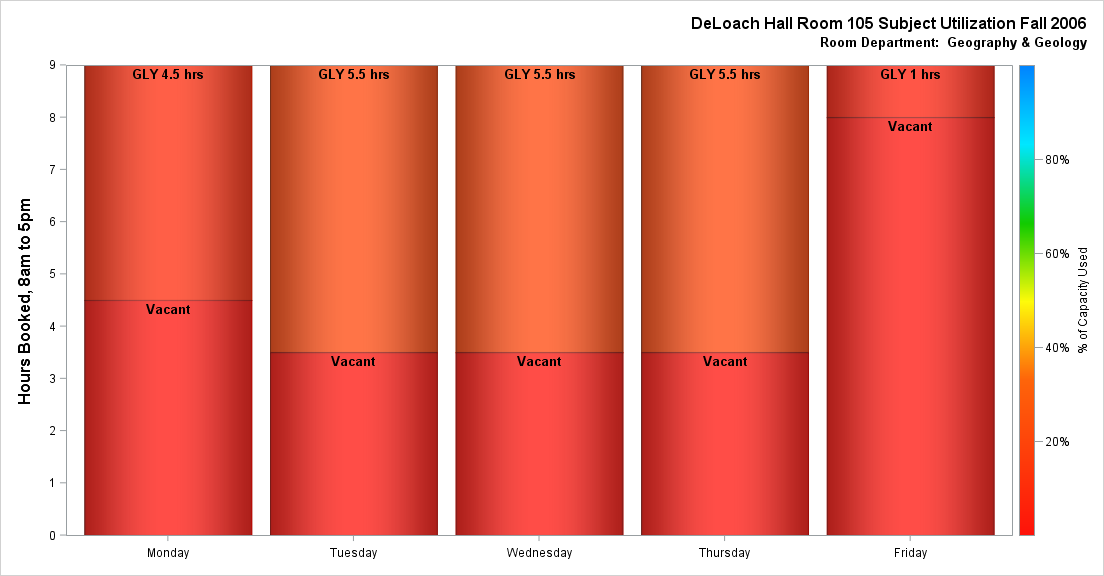 DeLoach Hall Room 105 Subject Utilization Fall 2006
Room Department:  Geography & Geology
Hours Booked, 8am to 5pm
9
8
7
6
5
4
3
2
1
0
GLY 4.5 hrs
Vacant
GLY 5.5 hrs
Vacant
GLY 5.5 hrs
Vacant
GLY 5.5 hrs
Vacant
GLY 1 hrs
Vacant
Monday
Tuesday
Wednesday
Thursday
Friday
80%
60%
40%
20%
% of Capacity Used